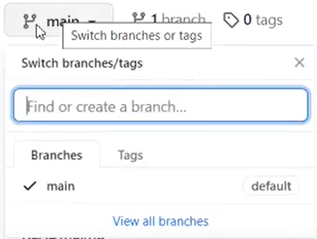 main 1 branch 0 tags
Switch branches or tags
Switch branches/tags
Find or create a branch...
Branches Tags
main default
View all branches